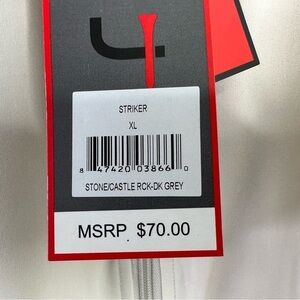 STRIKER
XL
8 47420 03866 0
STONE/CASTLE RCK-DK GREY
MSRP $70.00